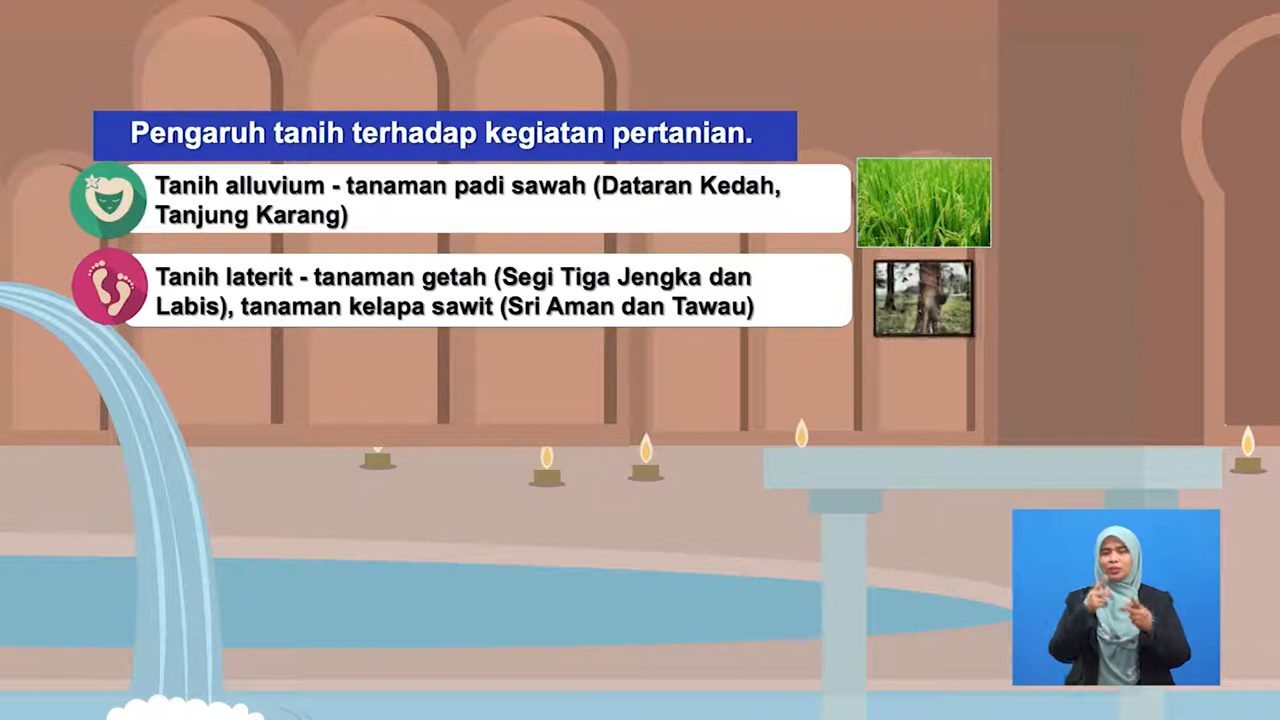 Pengaruh tanih terhadap kegiatan pertanian.
Tanih alluvium - tanaman padi sawah (Dataran Kedah,
Tanjung Karang)
Tanih laterit - tanaman getah (Segi Tiga Jengka dan
Labis), tanaman kelapa sawit (Sri Aman dan Tawau)